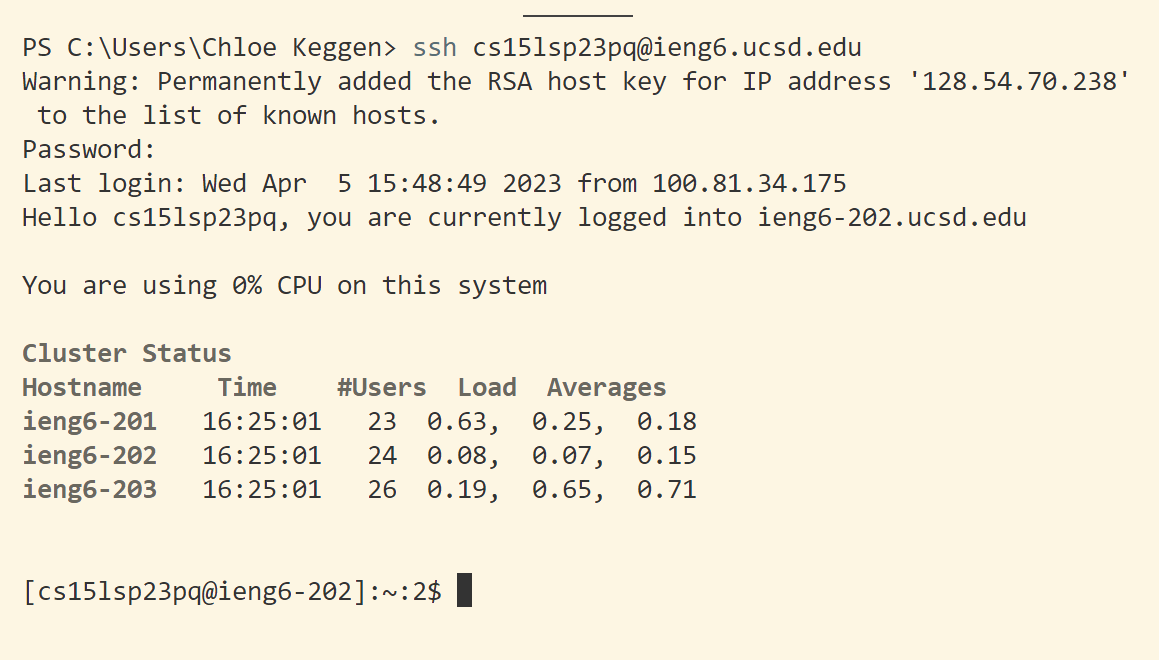 PS C:\Users\Chloe Keggen> ssh cs15lsp23pq@ieng6.ucsd.edu
Warning: Permanently added the RSA host key for IP address '128.54.70.238'
 to the list of known hosts.
Password:
Last login: Wed Apr  5 15:48:49 2023 from 100.81.34.175
Hello cs15lsp23pq, you are currently logged into ieng6-202.ucsd.edu

You are using 0% CPU on this system

Cluster Status
Hostname     Time    #Users  Load  Averages
ieng6-201   16:25:01   23  0.63,  0.25,  0.18
ieng6-202   16:25:01   24  0.08,  0.07,  0.15
ieng6-203   16:25:01   26  0.19,  0.65,  0.71

[cs15lsp23pq@ieng6-202]:~:2$